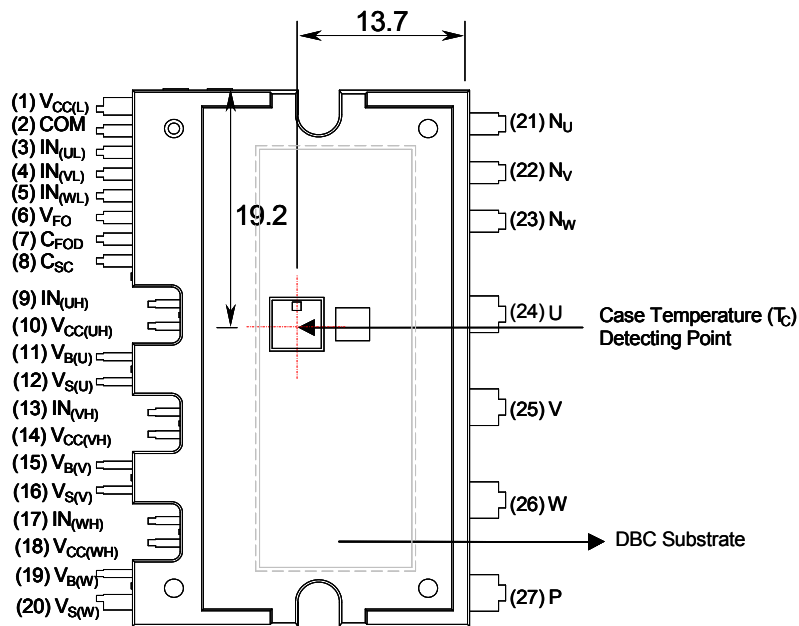 13.7
(1) VCC(L)
(2) COM
(3) IN(UL)
(4) IN(VL)
(5) IN(WL)
(6) VFO
(7) CFOD
(8) CSC
(9) IN(UH)
(10) VCC(UH)
(11) VB(U)
(12) VS(U)
(13) IN(VH)
(14) VCC(VH)
(15) VB(V)
(16) VS(V)
(17) IN(WH)
(18) VCC(WH)
(19) VB(W)
(20) VS(W)
19.2
(21) NU
(22) NV
(23) NW
(24) U
(25) V
(26) W
(27) P
Case Temperature (TC)
Detecting Point
DBC Substrate